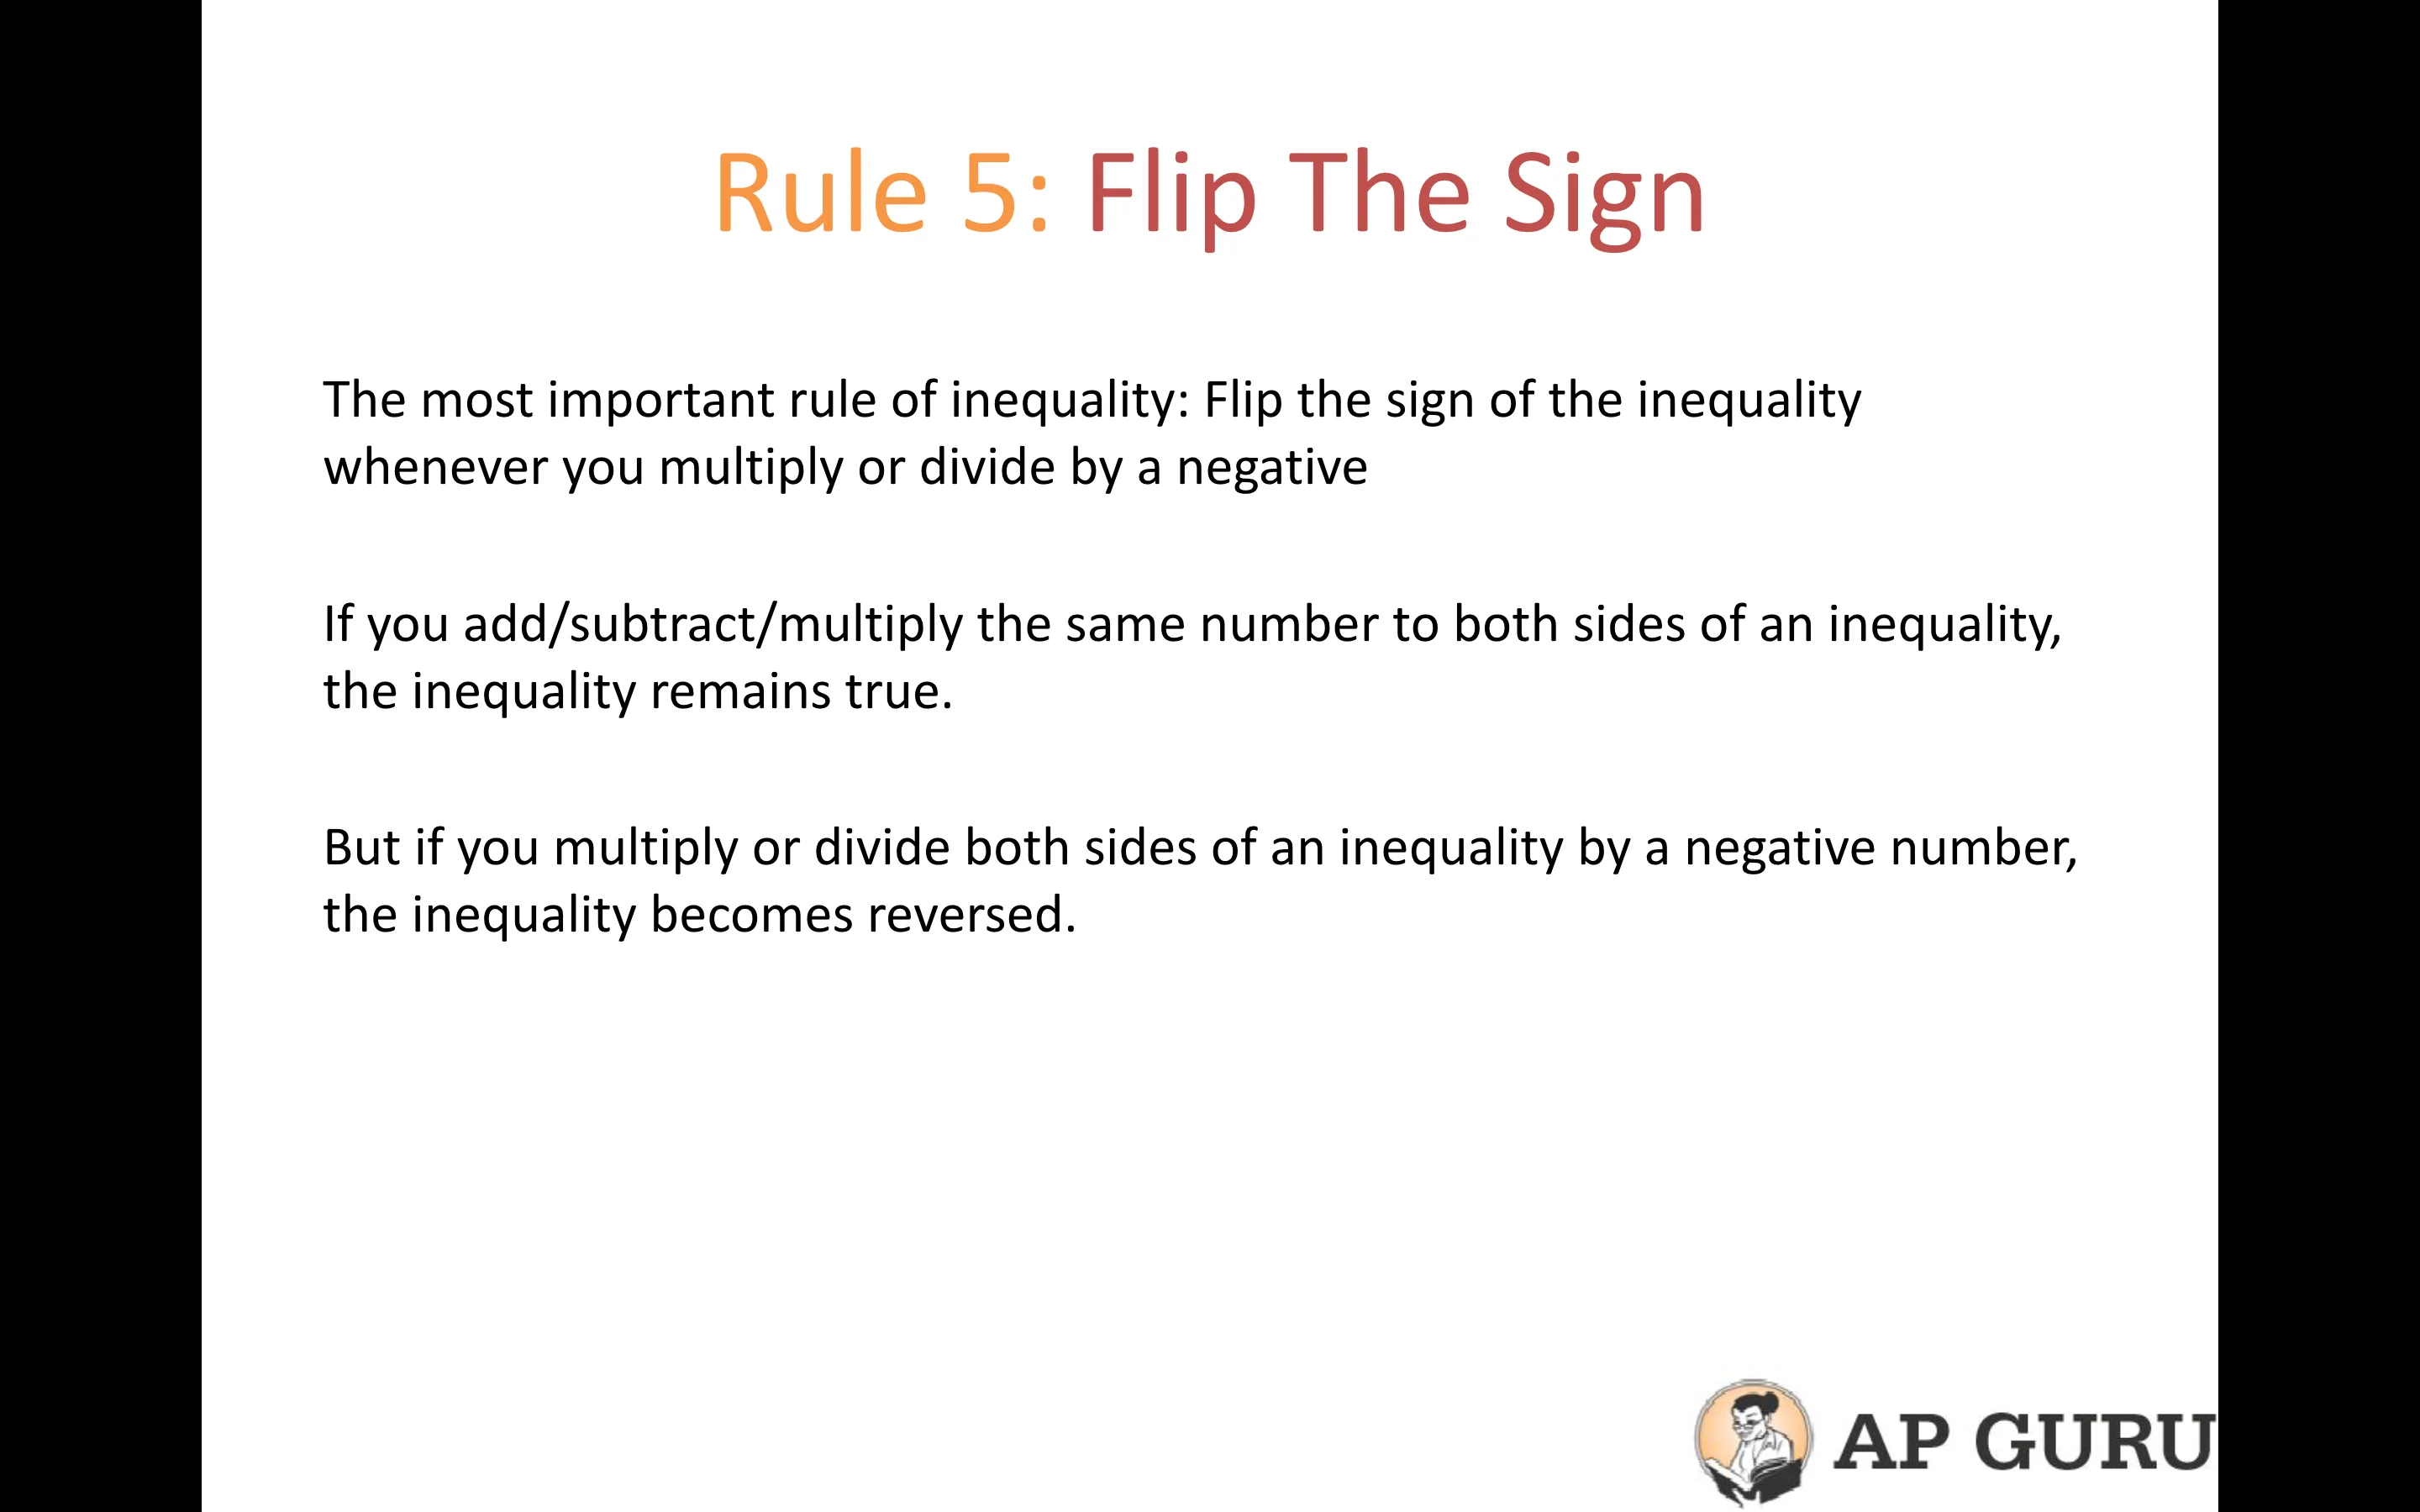 Rule 5: Flip The Sign
The most important rule of inequality: Flip the sign of the inequality
whenever you multiply or divide by a negative
If you add/subtract/multiply the same number to both sides of an inequality,
the inequality remains true.
But if you multiply or divide both sides of an inequality by a negative number,
the inequality becomes reversed.
AP GURU